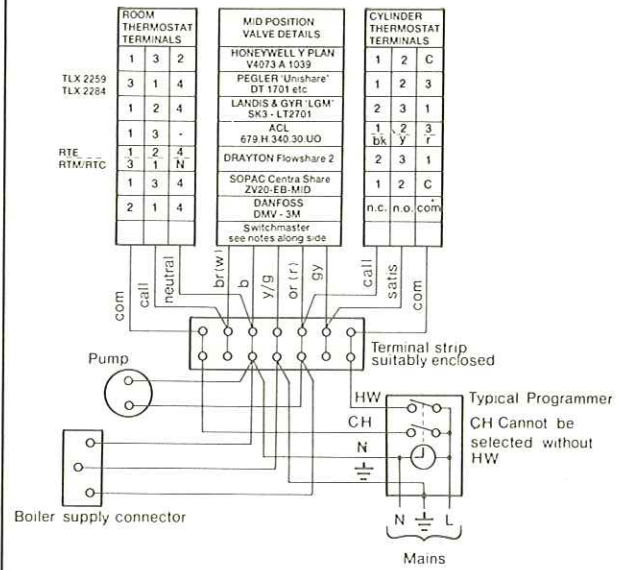 ROOM
THERMOSTAT
TERMINALS
1 3 2
TLX 2259
TLX 2284
3 1 4
1 2 4
1 3 -
RTE
RTM/RTC
1 2 4
3 1 N
1 3 4
2 1 4
MID POSITION
VALVE DETAILS
HONEYWELL Y PLAN
V4073 A 1039
PEGLER 'Unishare'
DT 1701 etc
LANDIS & GYR 'LGM'
SK3 - LT2701
ACL
679.H.340.30.UO
DRAYTON Flowshare 2
SOPAC Centra Share
ZV20-EB-MID
DANFOSS
DMV - 3M
Switchmaster
see notes along side
CYLINDER
THERMOSTAT
TERMINALS
1 2 C
1 2 3
2 3 1
1 2 3
bk y r
2 3 1
1 2 C
n.c. n.o. com
com
call
neutral
br(w)
b
y/g
or(r)
gy
call
satis
com
Terminal strip
suitably enclosed
Pump
HW
Typical Programmer
CH
CH Cannot be
selected without
HW
N
Boiler supply connector
N L
Mains